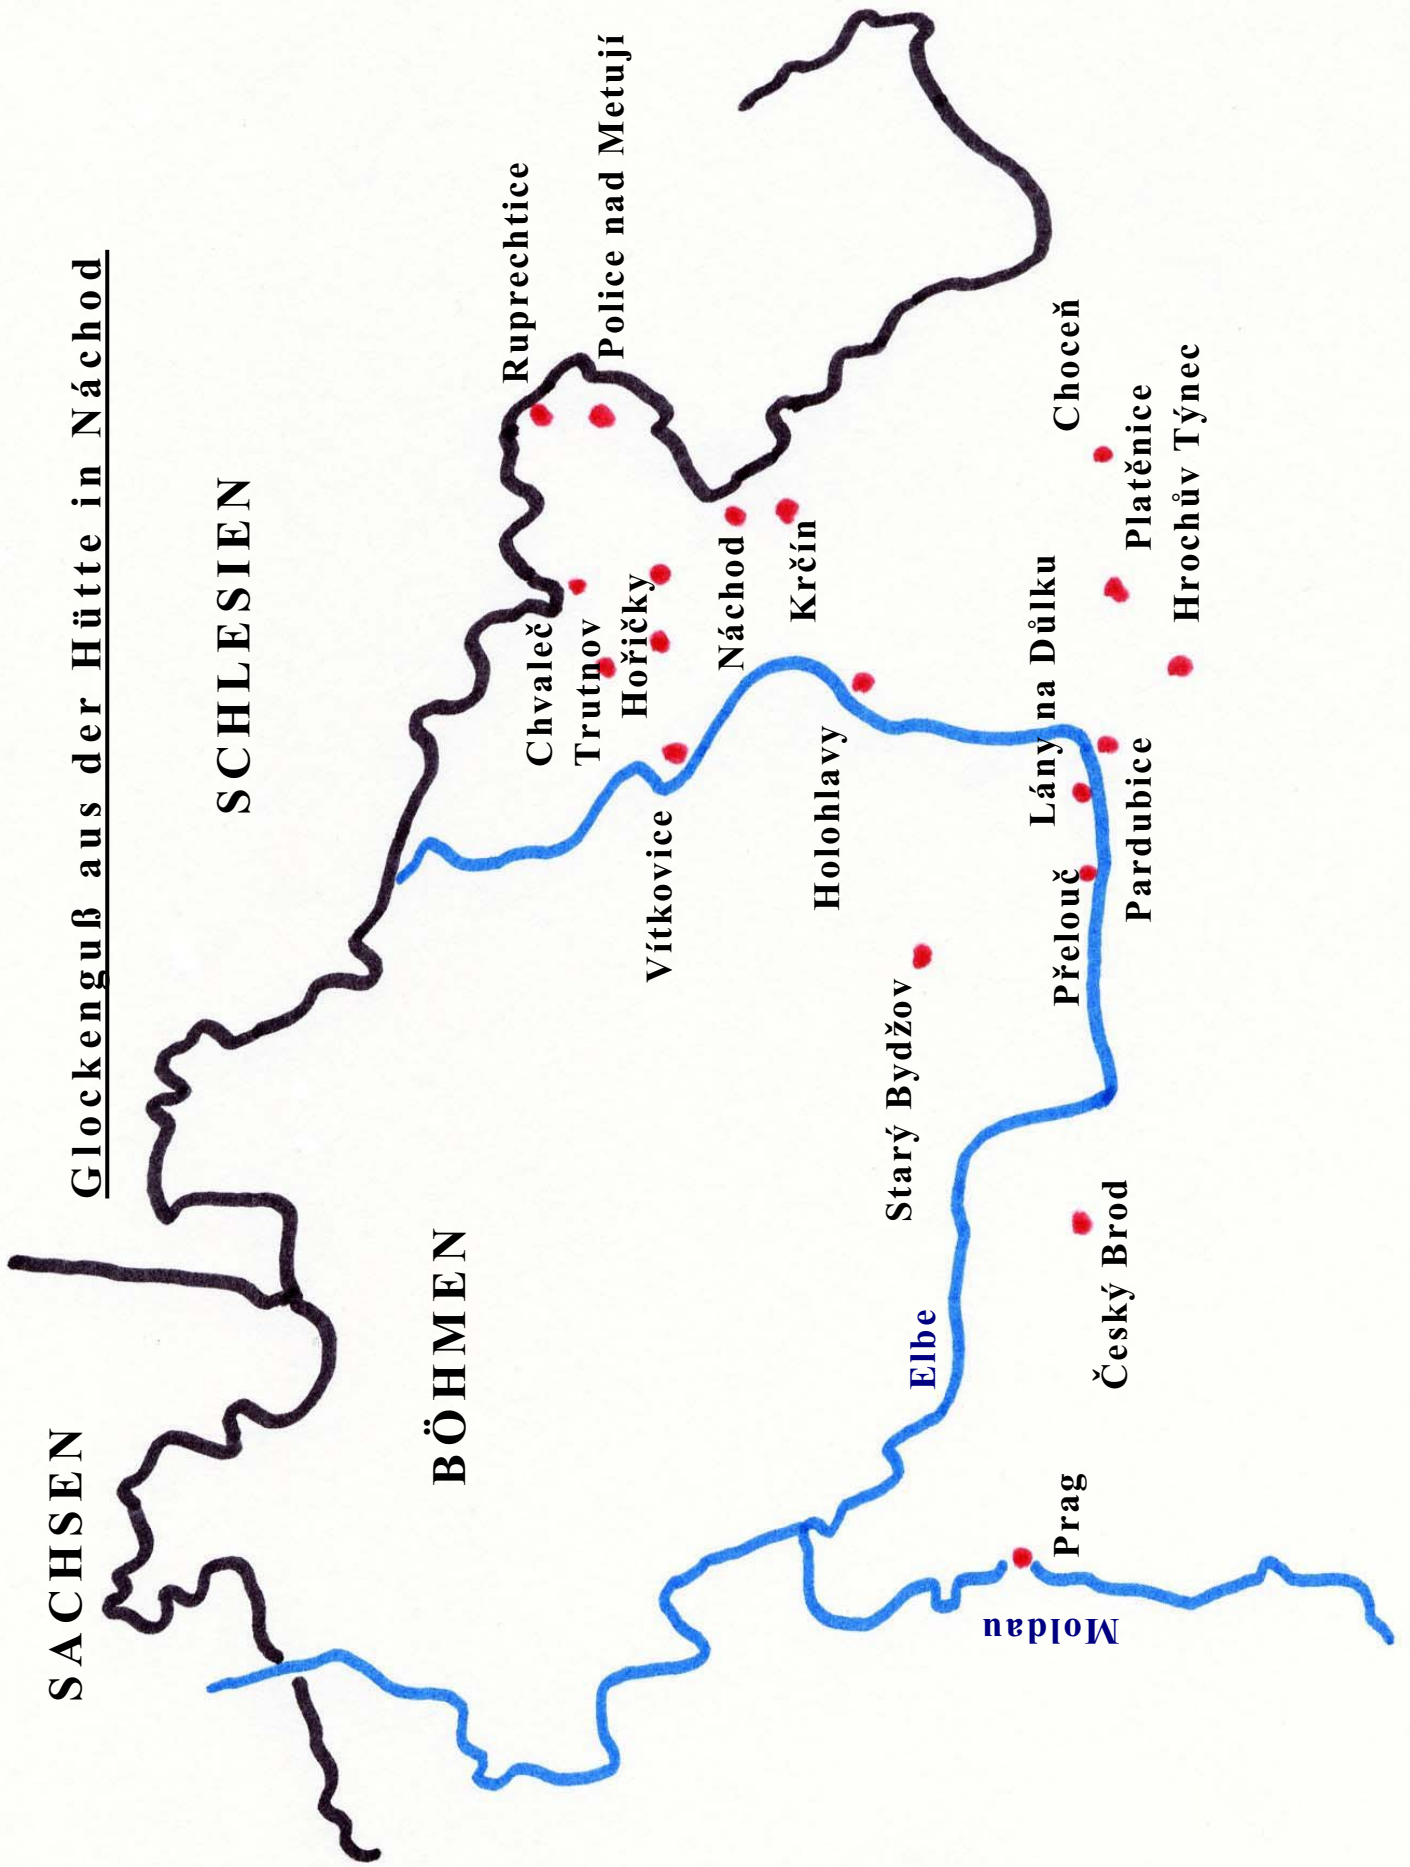 Glockenguß aus der Hütte in Náchod
SACHSEN
SCHLESIEN
BÖHMEN
Ruprechtice
Police nad Metují
Chvaleč
Trutnov
Hořičky
Vítkovice
Náchod
Krčín
Holohlavy
Starý Bydžov
Elbe
Lány na Důlku
Choceň
Přelouč
Pardubice
Platěnice
Hrochův Týnec
Český Brod
Prag
Moldau